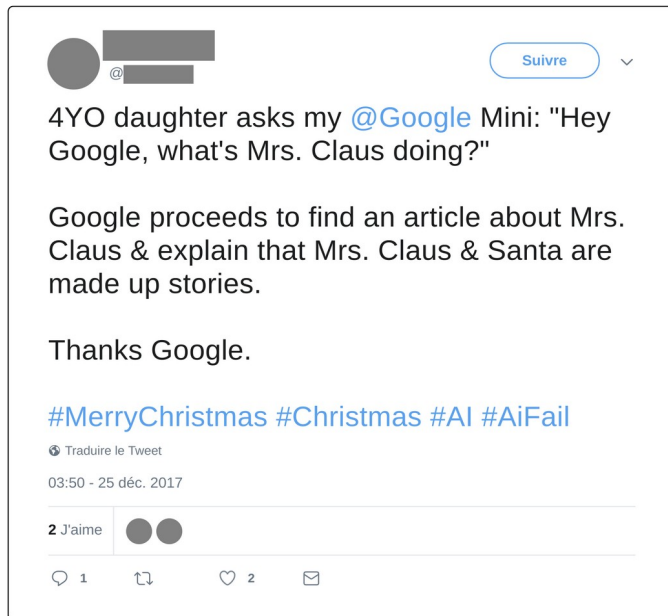 @
Suivre
4YO daughter asks my @Google Mini: "Hey
Google, what's Mrs. Claus doing?"
Google proceeds to find an article about Mrs.
Claus & explain that Mrs. Claus & Santa are
made up stories.
Thanks Google.
#MerryChristmas #Christmas #AI #AiFail
Traduire le Tweet
03:50 - 25 déc. 2017
2 J'aime
1 2